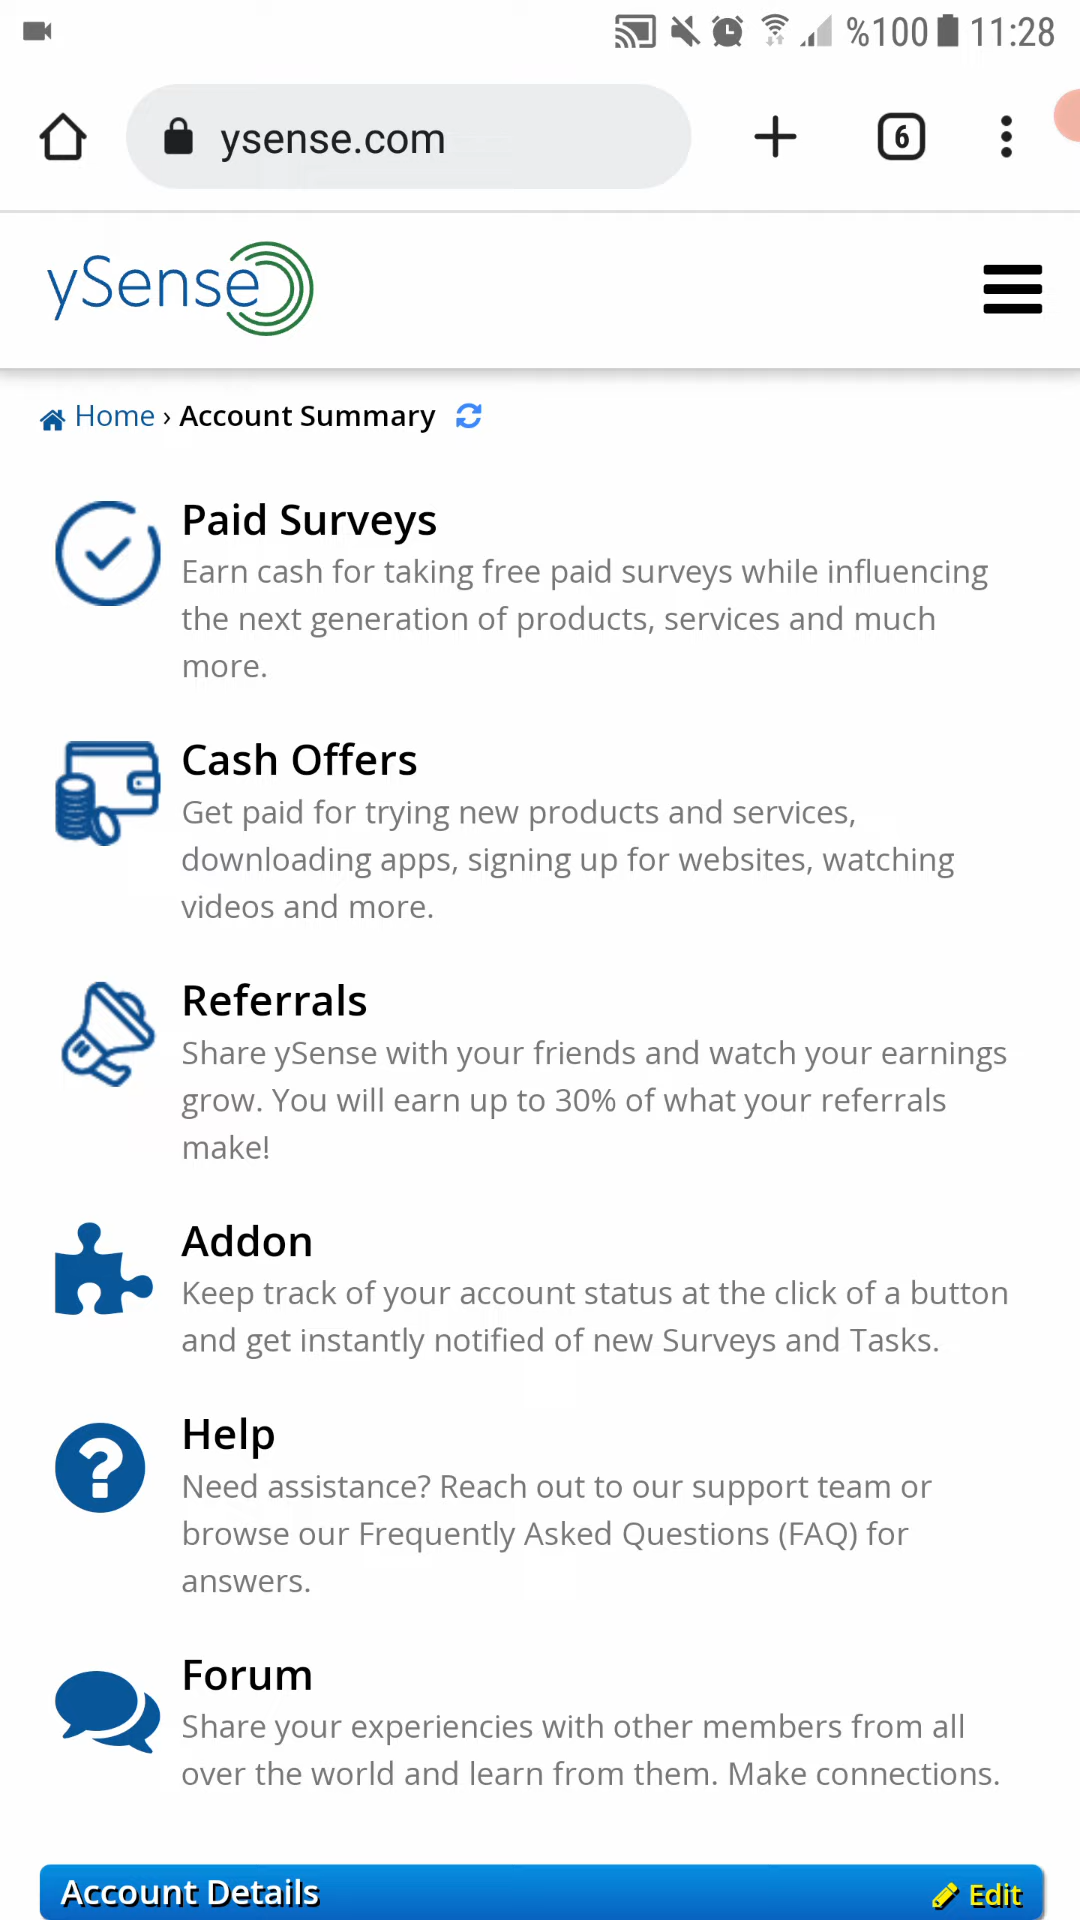 %100 11:28
ysense.com
6
ySense
Home › Account Summary
Paid Surveys
Earn cash for taking free paid surveys while influencing
the next generation of products, services and much
more.
Cash Offers
Get paid for trying new products and services,
downloading apps, signing up for websites, watching
videos and more.
Referrals
Share ySense with your friends and watch your earnings
grow. You will earn up to 30% of what your referrals
make!
Addon
Keep track of your account status at the click of a button
and get instantly notified of new Surveys and Tasks.
Help
Need assistance? Reach out to our support team or
browse our Frequently Asked Questions (FAQ) for
answers.
Forum
Share your experiencies with other members from all
over the world and learn from them. Make connections.
Account Details Edit